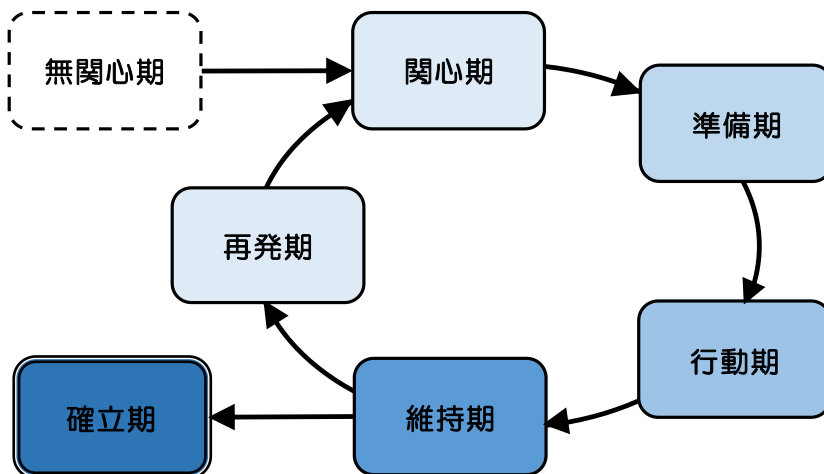 無関心期
関心期
準備期
行動期
維持期
再発期
確立期